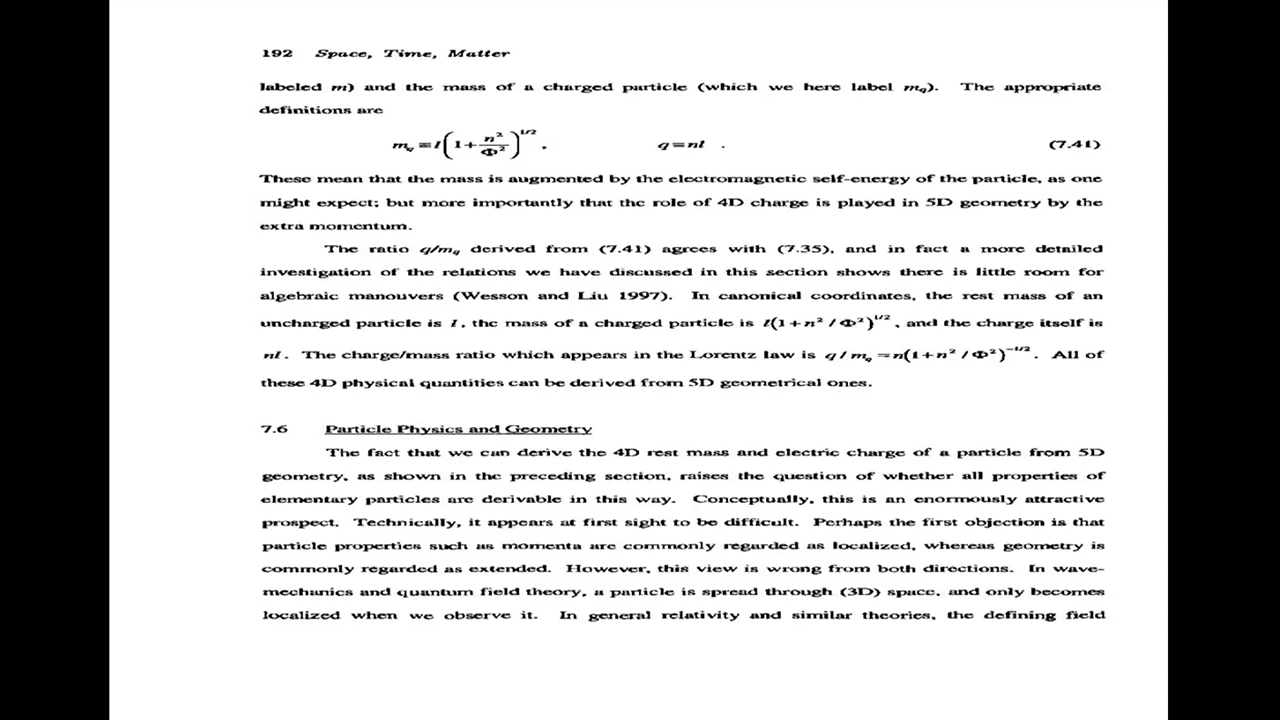 192 Space, Time, Matter
labeled m) and the mass of a charged particle (which we here label m_q). The appropriate
definitions are
m_q ≡ l(1 + n²/Φ²)^1/2 , q = nl . (7.41)
These mean that the mass is augmented by the electromagnetic self-energy of the particle, as one
might expect; but more importantly that the role of 4D charge is played in 5D geometry by the
extra momentum.
The ratio q/m_q derived from (7.41) agrees with (7.35), and in fact a more detailed
investigation of the relations we have discussed in this section shows there is little room for
algebraic manouvers (Wesson and Liu 1997). In canonical coordinates, the rest mass of an
uncharged particle is l, the mass of a charged particle is l(1 + n² / Φ²)^1/2, and the charge itself is
nl. The charge/mass ratio which appears in the Lorentz law is q / m_q = n(1 + n² / Φ²)^−1/2. All of
these 4D physical quantities can be derived from 5D geometrical ones.
7.6 Particle Physics and Geometry
The fact that we can derive the 4D rest mass and electric charge of a particle from 5D
geometry, as shown in the preceding section, raises the question of whether all properties of
elementary particles are derivable in this way. Conceptually, this is an enormously attractive
prospect. Technically, it appears at first sight to be difficult. Perhaps the first objection is that
particle properties such as momenta are commonly regarded as localized, whereas geometry is
commonly regarded as extended. However, this view is wrong from both directions. In wave-
mechanics and quantum field theory, a particle is spread through (3D) space, and only becomes
localized when we observe it. In general relativity and similar theories, the defining field